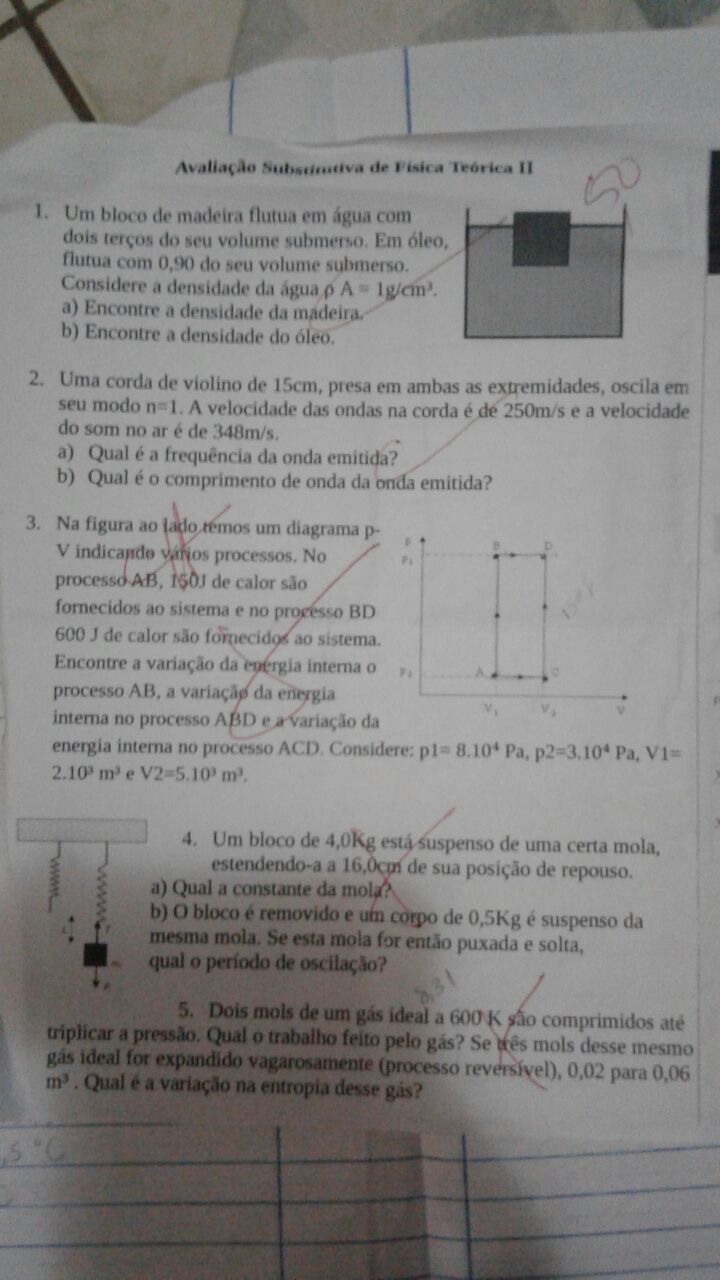 Avaliação Substitutiva de Física Teórica II
50
1. Um bloco de madeira flutua em água com
dois terços do seu volume submerso. Em óleo,
flutua com 0,90 do seu volume submerso.
Considere a densidade da água ρ A = 1g/cm³.
a) Encontre a densidade da madeira.
b) Encontre a densidade do óleo.
2. Uma corda de violino de 15cm, presa em ambas as extremidades, oscila em
seu modo n=1. A velocidade das ondas na corda é de 250m/s e a velocidade
do som no ar é de 348m/s.
a) Qual é a frequência da onda emitida?
b) Qual é o comprimento de onda da onda emitida?
3. Na figura ao lado temos um diagrama p-
V indicando vários processos. No
processo AB, 150J de calor são
fornecidos ao sistema e no processo BD
600 J de calor são fornecidos ao sistema.
Encontre a variação da energia interna o
processo AB, a variação da energia
interna no processo ABD e a variação da
energia interna no processo ACD. Considere: p1= 8.10⁴ Pa, p2=3.10⁴ Pa, V1=
2.10³ m³ e V2=5.10³ m³.
P
B
D
A
C
V₁
V₂
V
4. Um bloco de 4,0Kg está suspenso de uma certa mola,
estendendo-a a 16,0cm de sua posição de repouso.
a) Qual a constante da mola?
b) O bloco é removido e um corpo de 0,5Kg é suspenso da
mesma mola. Se esta mola for então puxada e solta,
qual o período de oscilação?
8,31
5. Dois mols de um gás ideal a 600 K são comprimidos até
triplicar a pressão. Qual o trabalho feito pelo gás? Se três mols desse mesmo
gás ideal for expandido vagarosamente (processo reversível), 0,02 para 0,06
m³ . Qual é a variação na entropia desse gás?